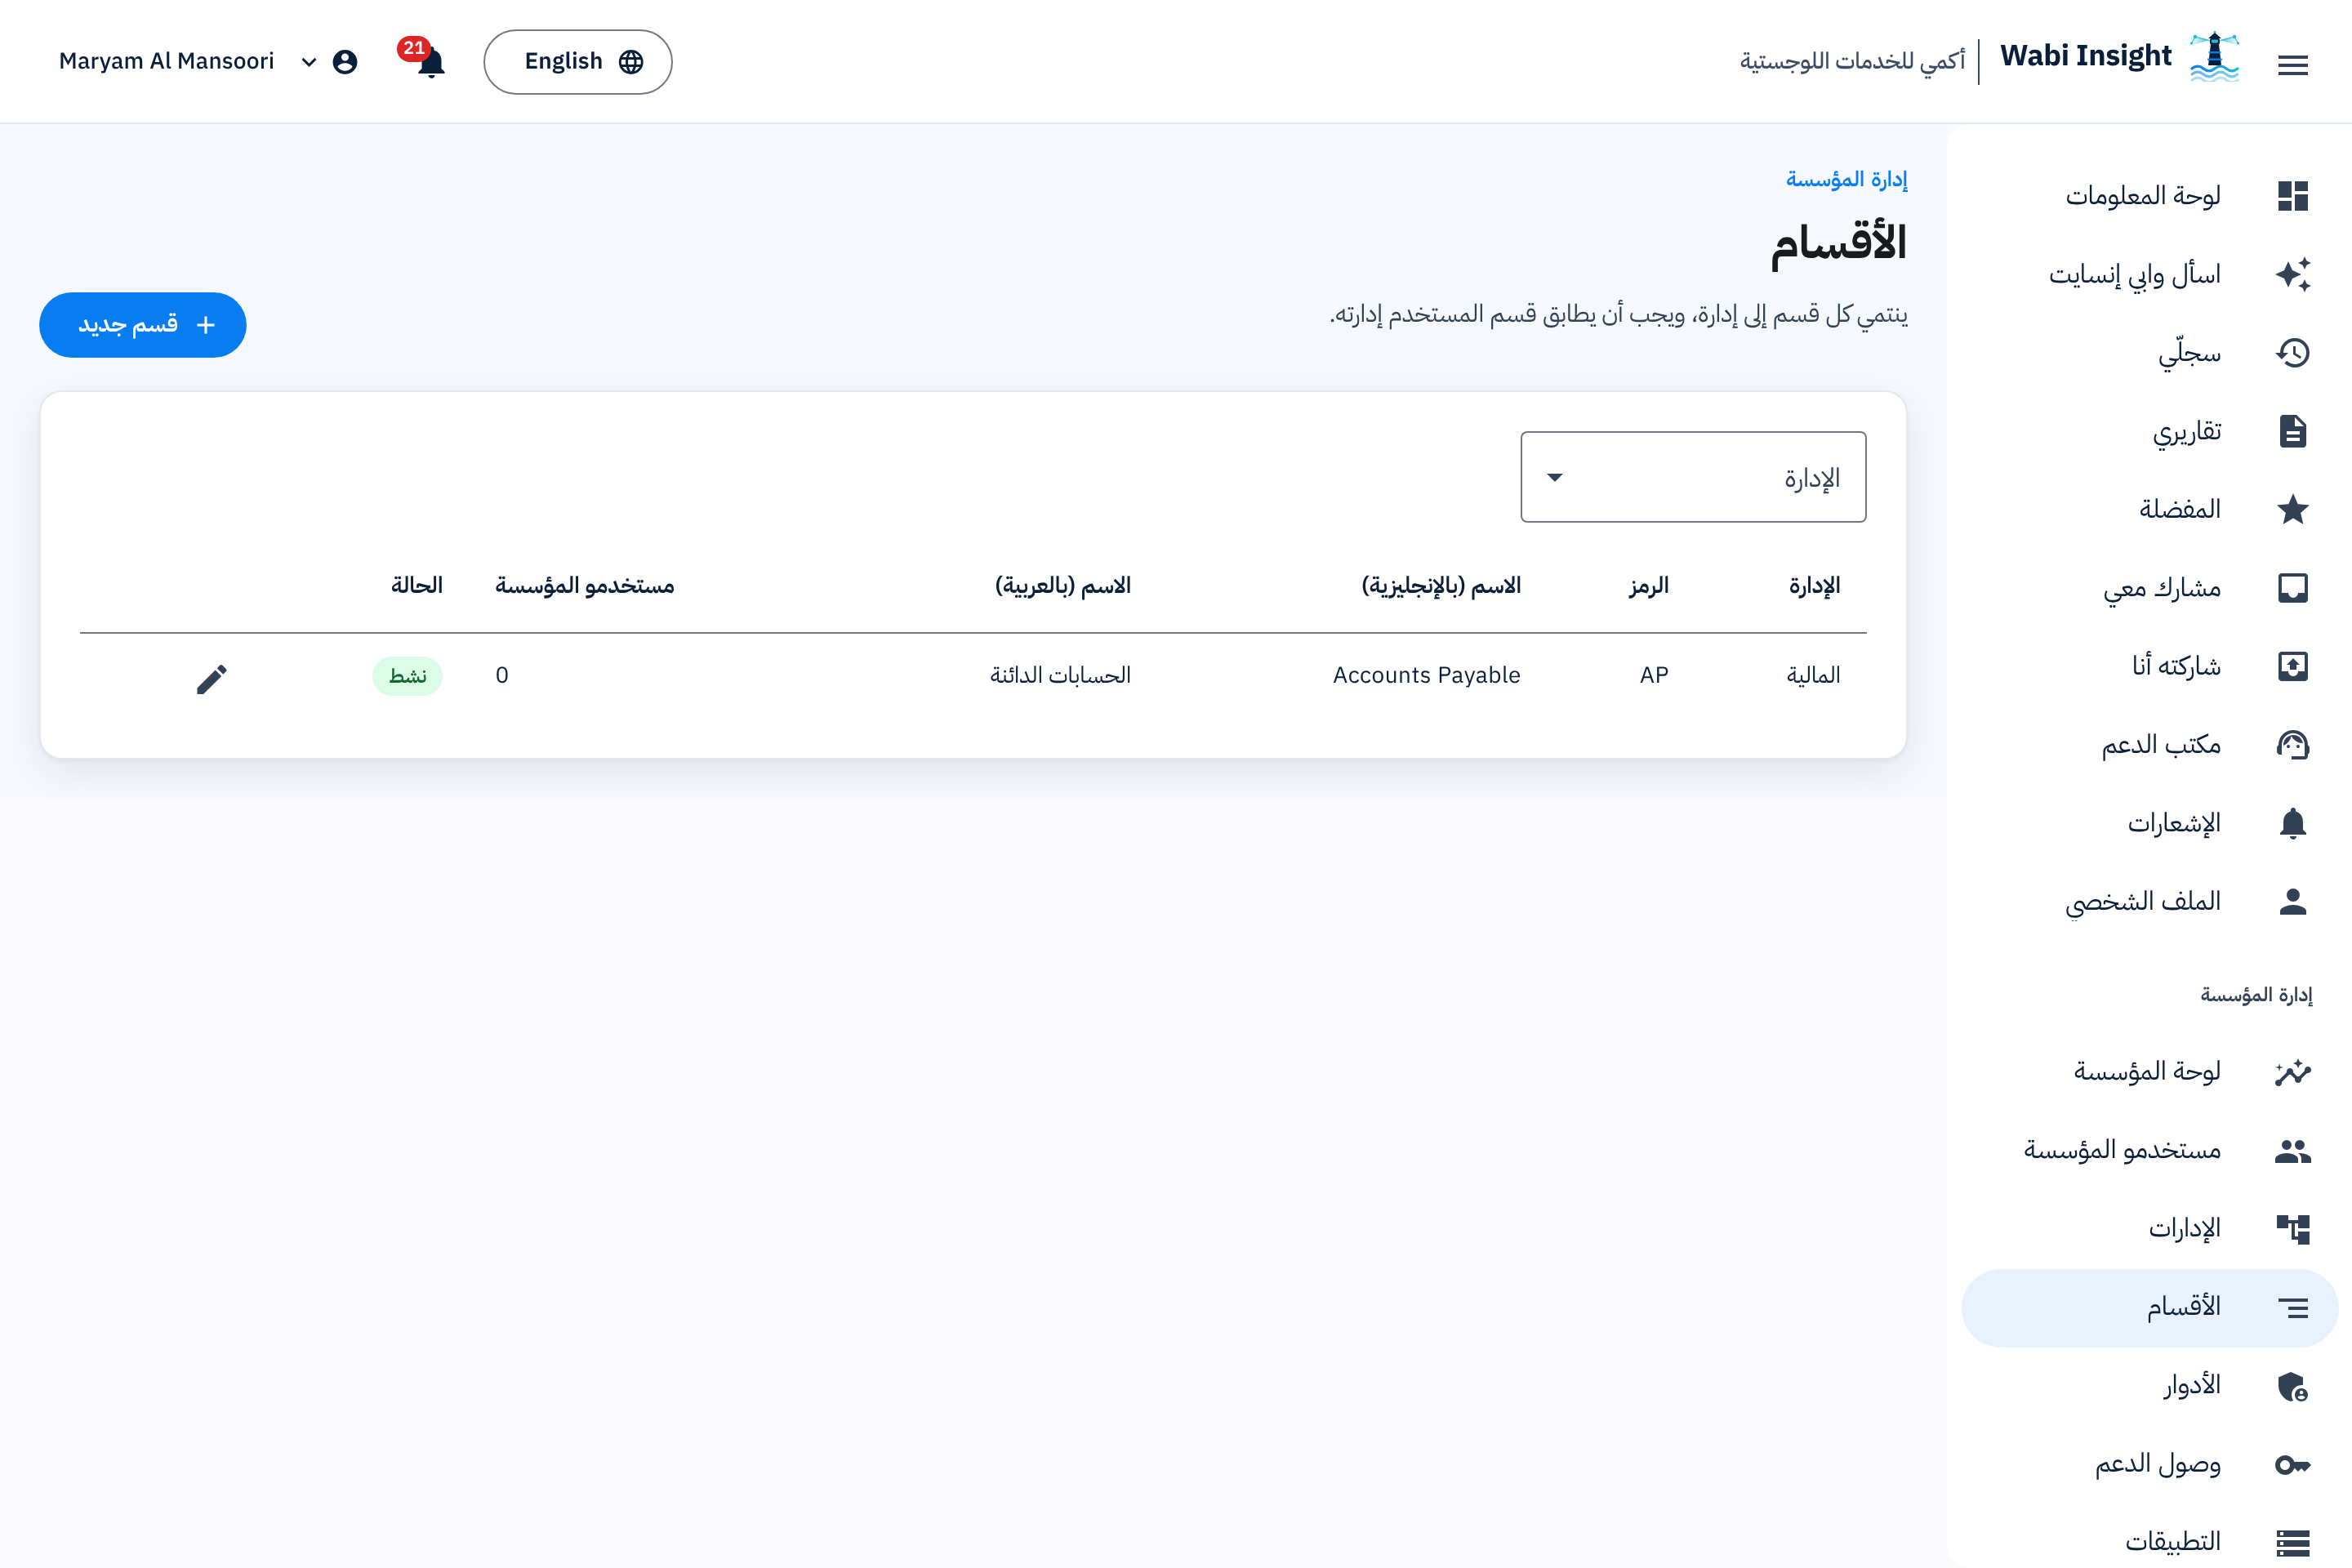 Wabi Insight
أكمي للخدمات اللوجستية
English
21
Maryam Al Mansoori
لوحة المعلومات
اسأل وابي إنسايت
سجلّي
تقاريري
المفضلة
مشارك معي
شاركته أنا
مكتب الدعم
الإشعارات
الملف الشخصي
إدارة المؤسسة
لوحة المؤسسة
مستخدمو المؤسسة
الإدارات
الأقسام
الأدوار
وصول الدعم
التطبيقات
إدارة المؤسسة
الأقسام
ينتمي كل قسم إلى إدارة، ويجب أن يطابق قسم المستخدم إدارته.
قسم جديد
الإدارة
الإدارة الرمز الاسم (بالإنجليزية) الاسم (بالعربية) مستخدمو المؤسسة الحالة
المالية AP Accounts Payable الحسابات الدائنة 0 نشط